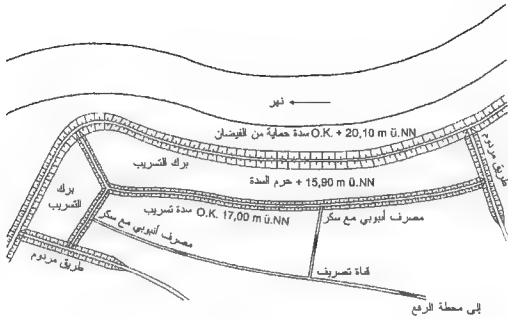 نهر
سدة حماية من الفيضان O.K. + 20,10 m ü.NN
برك التسريب
حرم السدة + 15,90 m ü.NN
طريق مردوم
برك
التسريب
سدة تسريب O.K. 17,00 m ü.NN
مصرف أنبوبي مع سكر
مصرف أنبوبي مع سكر
طريق مردوم
قناة تصريف
إلى محطة الرفع